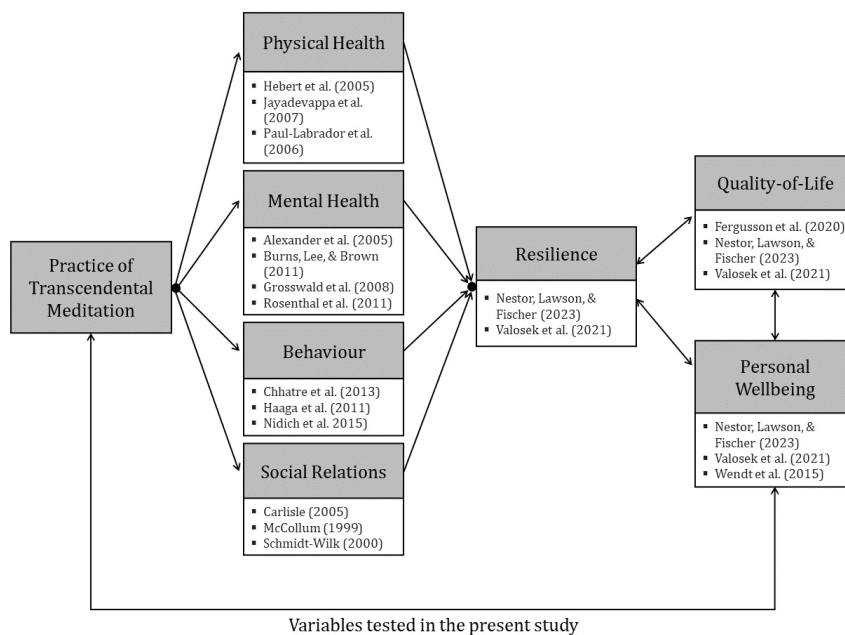 Physical Health
▪ Hebert et al. (2005)
▪ Jayadevappa et al.
(2007)
▪ Paul-Labrador et al.
(2006)
Mental Health
▪ Alexander et al. (2005)
▪ Burns, Lee, & Brown
(2011)
▪ Grosswald et al. (2008)
▪ Rosenthal et al. (2011)
Practice of
Transcendental
Meditation
Behaviour
▪ Chhatre et al. (2013)
▪ Haaga et al. (2011)
▪ Nidich et al. 2015)
Social Relations
▪ Carlisle (2005)
▪ McCollum (1999)
▪ Schmidt-Wilk (2000)
Resilience
▪ Nestor, Lawson, &
Fischer (2023)
▪ Valosek et al. (2021)
Quality-of-Life
▪ Fergusson et al. (2020)
▪ Nestor, Lawson, &
Fischer (2023)
▪ Valosek et al. (2021)
Personal
Wellbeing
▪ Nestor, Lawson, &
Fischer (2023)
▪ Valosek et al. (2021)
▪ Wendt et al. (2015)
Variables tested in the present study